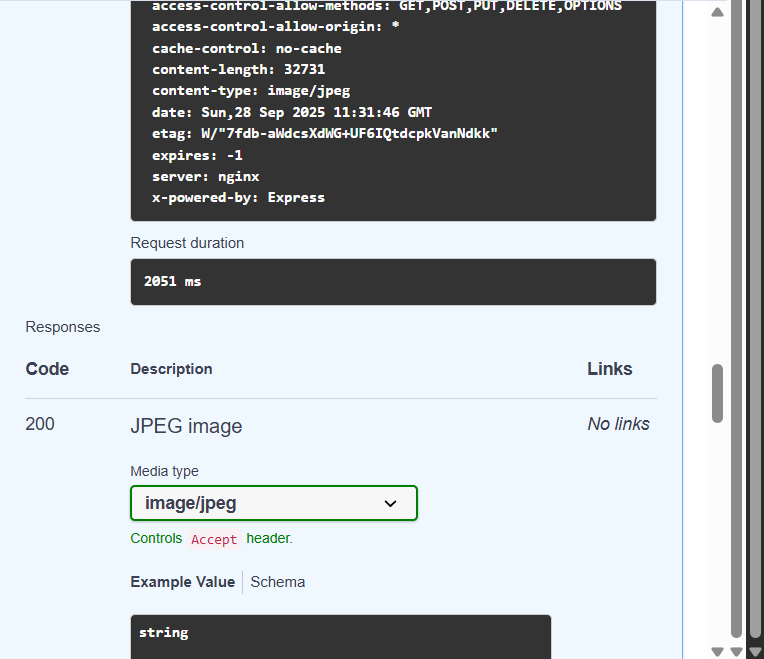 access-control-allow-methods: GET,POST,PUT,DELETE,OPTIONS
access-control-allow-origin: *
cache-control: no-cache
content-length: 32731
content-type: image/jpeg
date: Sun,28 Sep 2025 11:31:46 GMT
etag: W/"7fdb-aWdcsXdWG+UF6IQtdcpkVanNdkk"
expires: -1
server: nginx
x-powered-by: Express
Request duration
2051 ms
Responses
Code Description Links
200 JPEG image No links
Media type
image/jpeg
Controls Accept header.
Example Value Schema
string